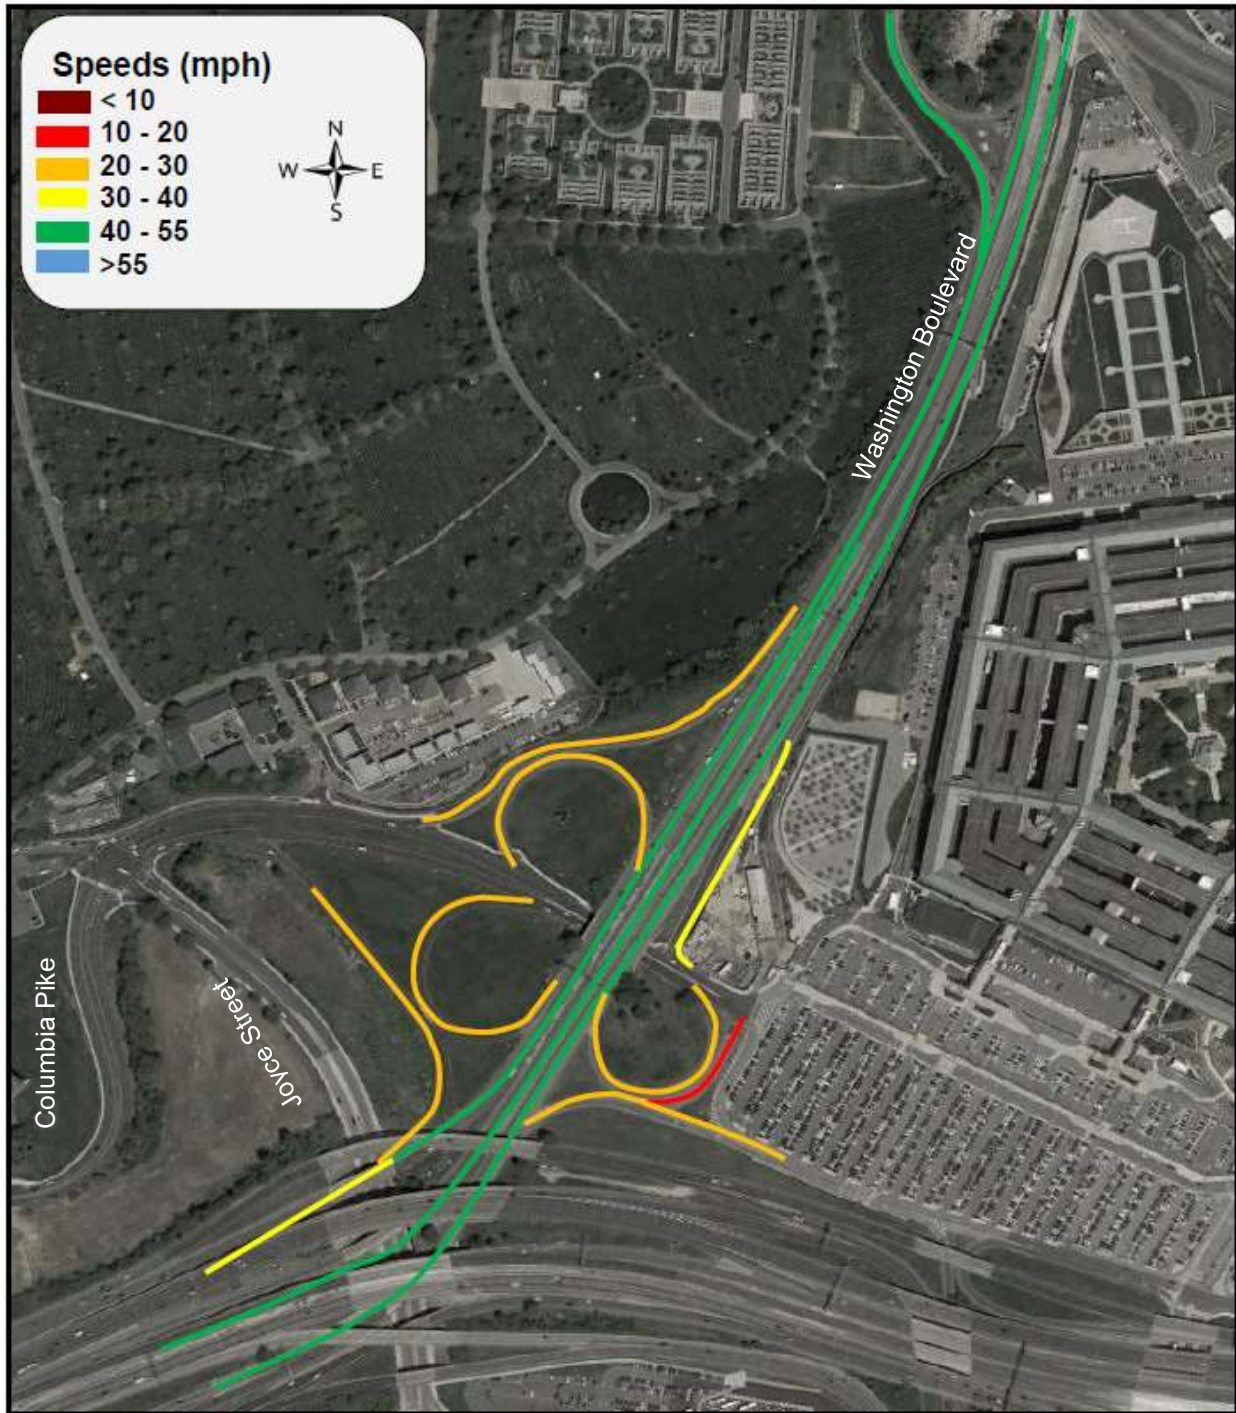 Speeds (mph)
< 10
10 - 20
20 - 30
30 - 40
40 - 55
>55
N
W E
S
Washington Boulevard
Columbia Pike
Joyce Street